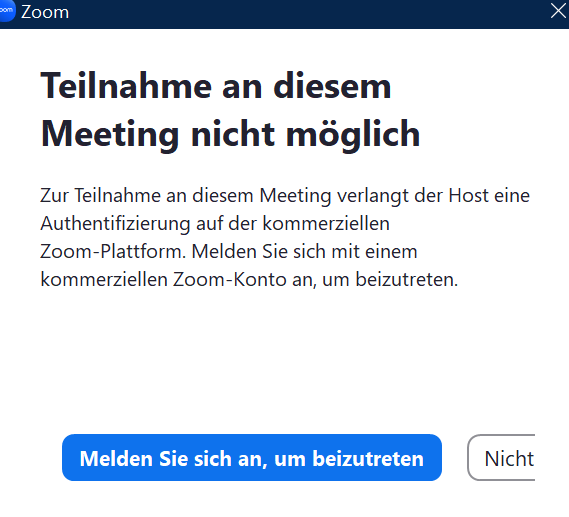 Zoom
Teilnahme an diesem
Meeting nicht möglich
Zur Teilnahme an diesem Meeting verlangt der Host eine
Authentifizierung auf der kommerziellen
Zoom-Plattform. Melden Sie sich mit einem
kommerziellen Zoom-Konto an, um beizutreten.
Melden Sie sich an, um beizutreten
Nicht